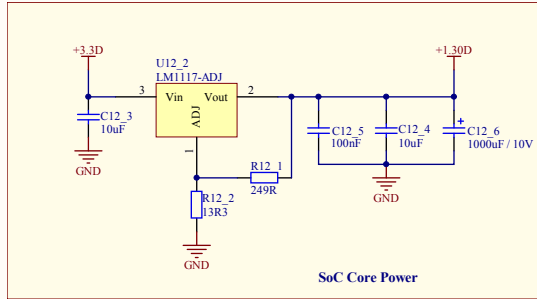 +3.3D
+1.30D
U12_2
LM1117-ADJ
3
2
Vin
Vout
ADJ
1
C12_3
10uF
GND
C12_5
100nF
C12_4
10uF
C12_6
1000uF / 10V
+
R12_1
249R
R12_2
13R3
GND
GND
SoC Core Power